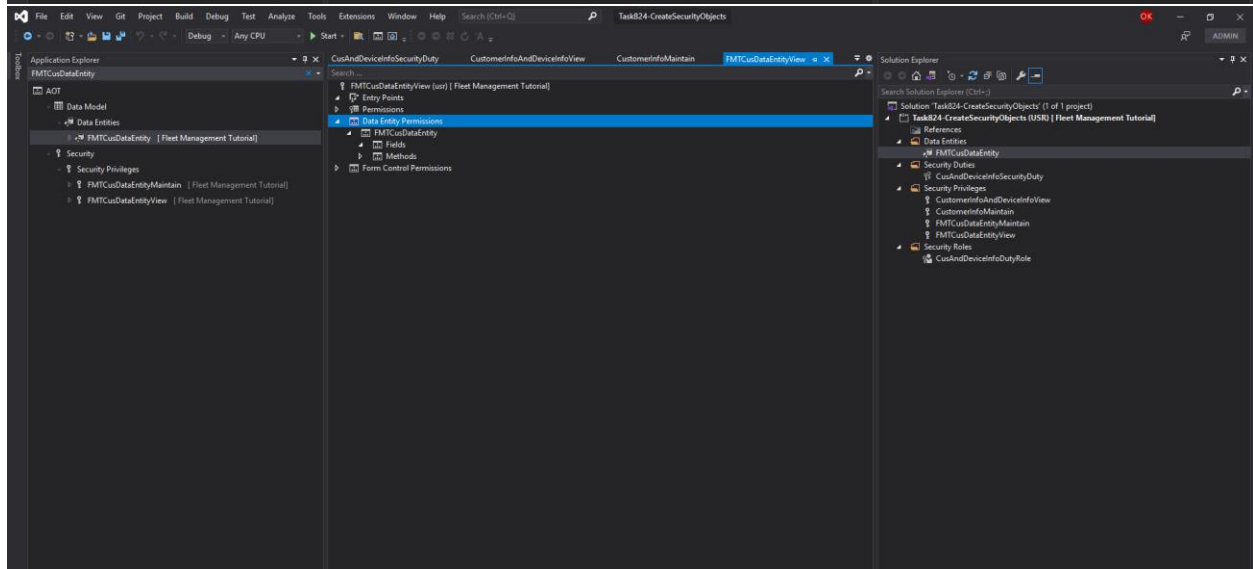 File Edit View Git Project Build Debug Test Analyze Tools Extensions Window Help Search (Ctrl+Q) Task824-CreateSecurityObjects OK
Debug Any CPU Start ADMIN
Toolbox
Application Explorer
FMTCusDataEntity
AOT
Data Model
Data Entities
FMTCusDataEntity [Fleet Management Tutorial]
Security
Security Privileges
FMTCusDataEntityMaintain [Fleet Management Tutorial]
FMTCusDataEntityView [Fleet Management Tutorial]
CusAndDeviceInfoSecurityDuty CustomerInfoAndDeviceInfoView CustomerInfoMaintain FMTCusDataEntityView
Search ...
FMTCusDataEntityView (usr) [Fleet Management Tutorial]
Entry Points
Permissions
Data Entity Permissions
FMTCusDataEntity
Fields
Methods
Form Control Permissions
Solution Explorer
Search Solution Explorer (Ctrl+;)
Solution 'Task824-CreateSecurityObjects' (1 of 1 project)
Task824-CreateSecurityObjects (USR) [Fleet Management Tutorial]
References
Data Entities
FMTCusDataEntity
Security Duties
CusAndDeviceInfoSecurityDuty
Security Privileges
CustomerInfoAndDeviceInfoView
CustomerInfoMaintain
FMTCusDataEntityMaintain
FMTCusDataEntityView
Security Roles
CusAndDeviceInfoDutyRole